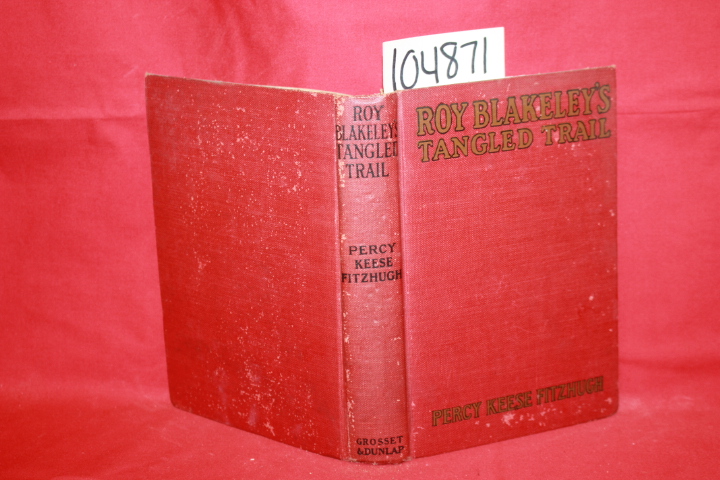 104871
ROY
BLAKELEY'S
TANGLED
TRAIL
PERCY
KEESE
FITZHUGH
GROSSET
& DUNLAP
ROY BLAKELEY'S
TANGLED TRAIL
PERCY KEESE FITZHUGH